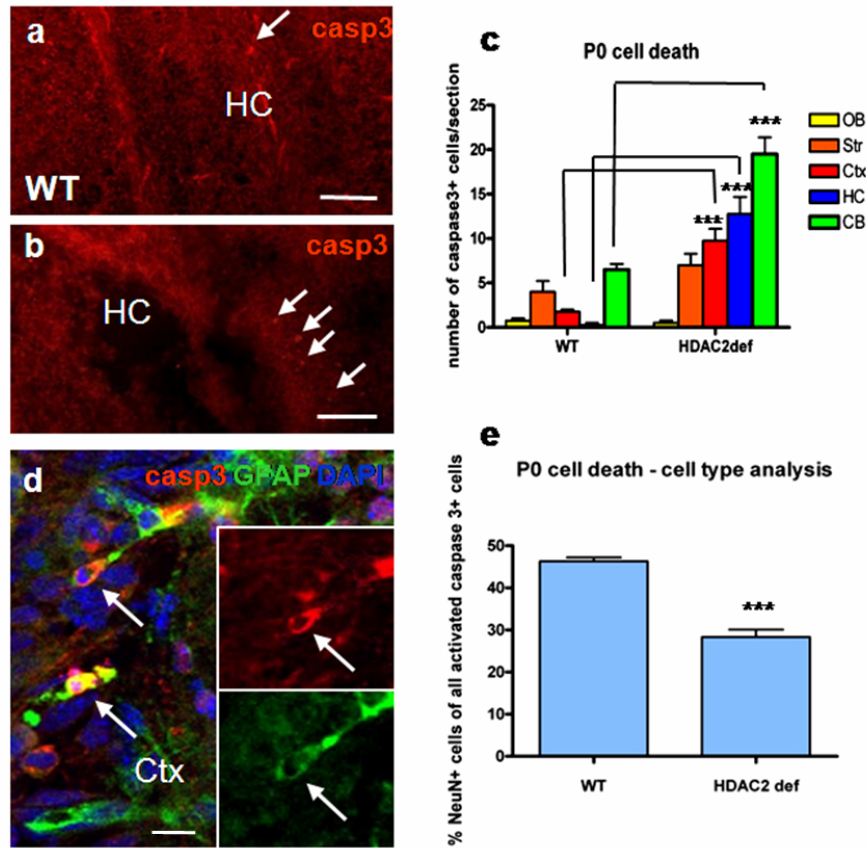 a
casp3
HC
WT
b
casp3
HC
c
P0 cell death
number of caspase3+ cells/section
25
20
15
10
5
0
***
***
***
WT
HDAC2def
OB
Str
Ctx
HC
CB
d
casp3 GFAP DAPI
Ctx
e
P0 cell death - cell type analysis
% NeuN+ cells of all activated caspase 3+ cells
50
40
30
20
10
0
***
WT
HDAC2 def